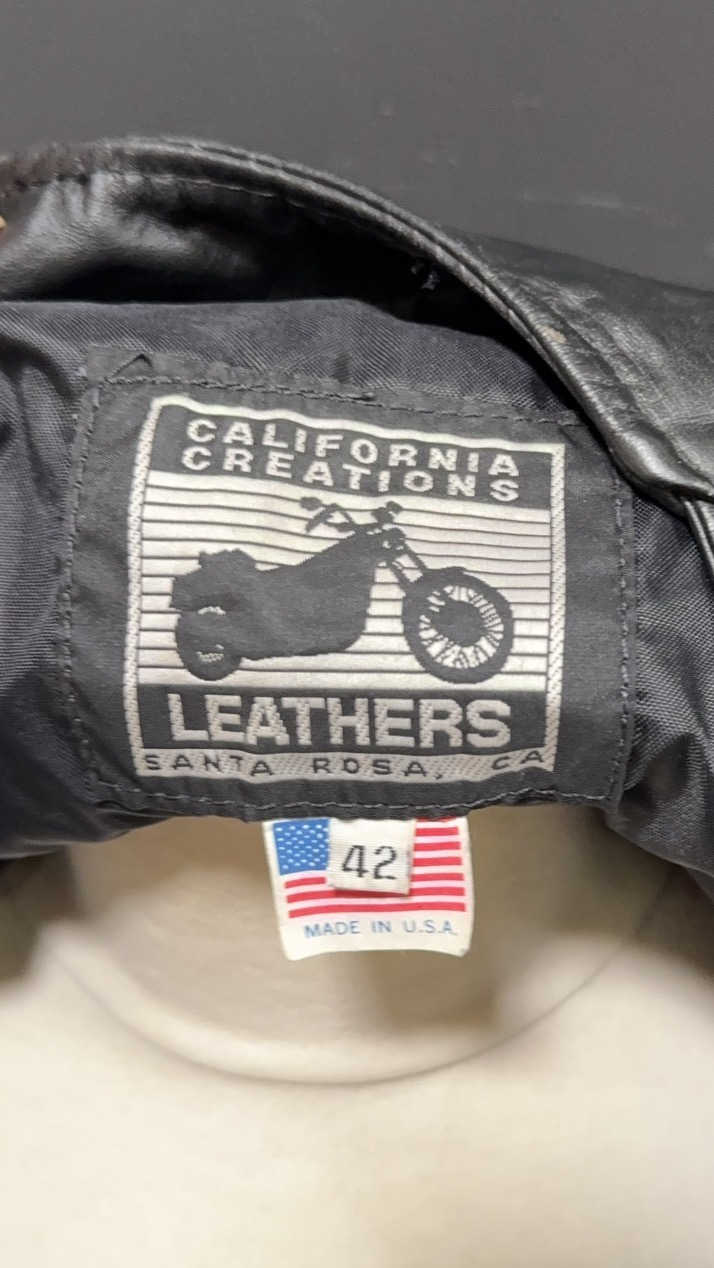 CALIFORNIA
CREATIONS
LEATHERS
SANTA ROSA, CA
42
MADE IN U.S.A.